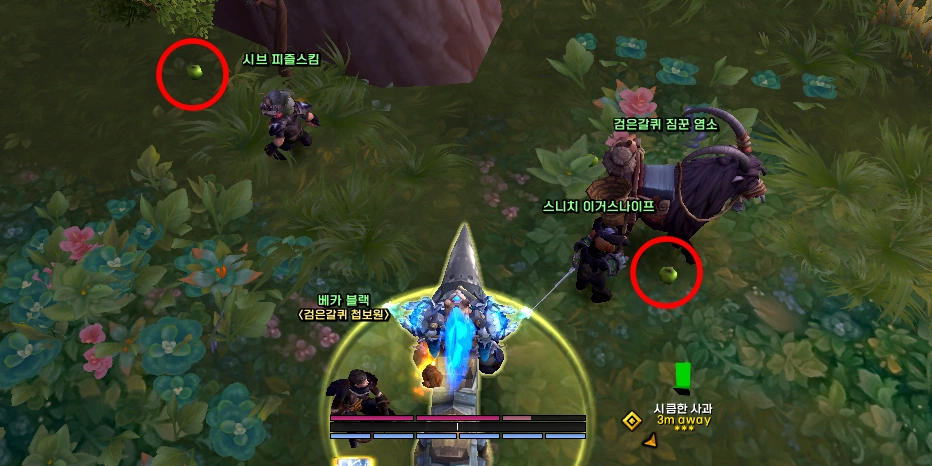 시브 피즐스킴
검은갈퀴 짐꾼 염소
스니치 이거스나이프
베카 블랙
<검은갈퀴 첩보원>
시큼한 사과
3m away
***